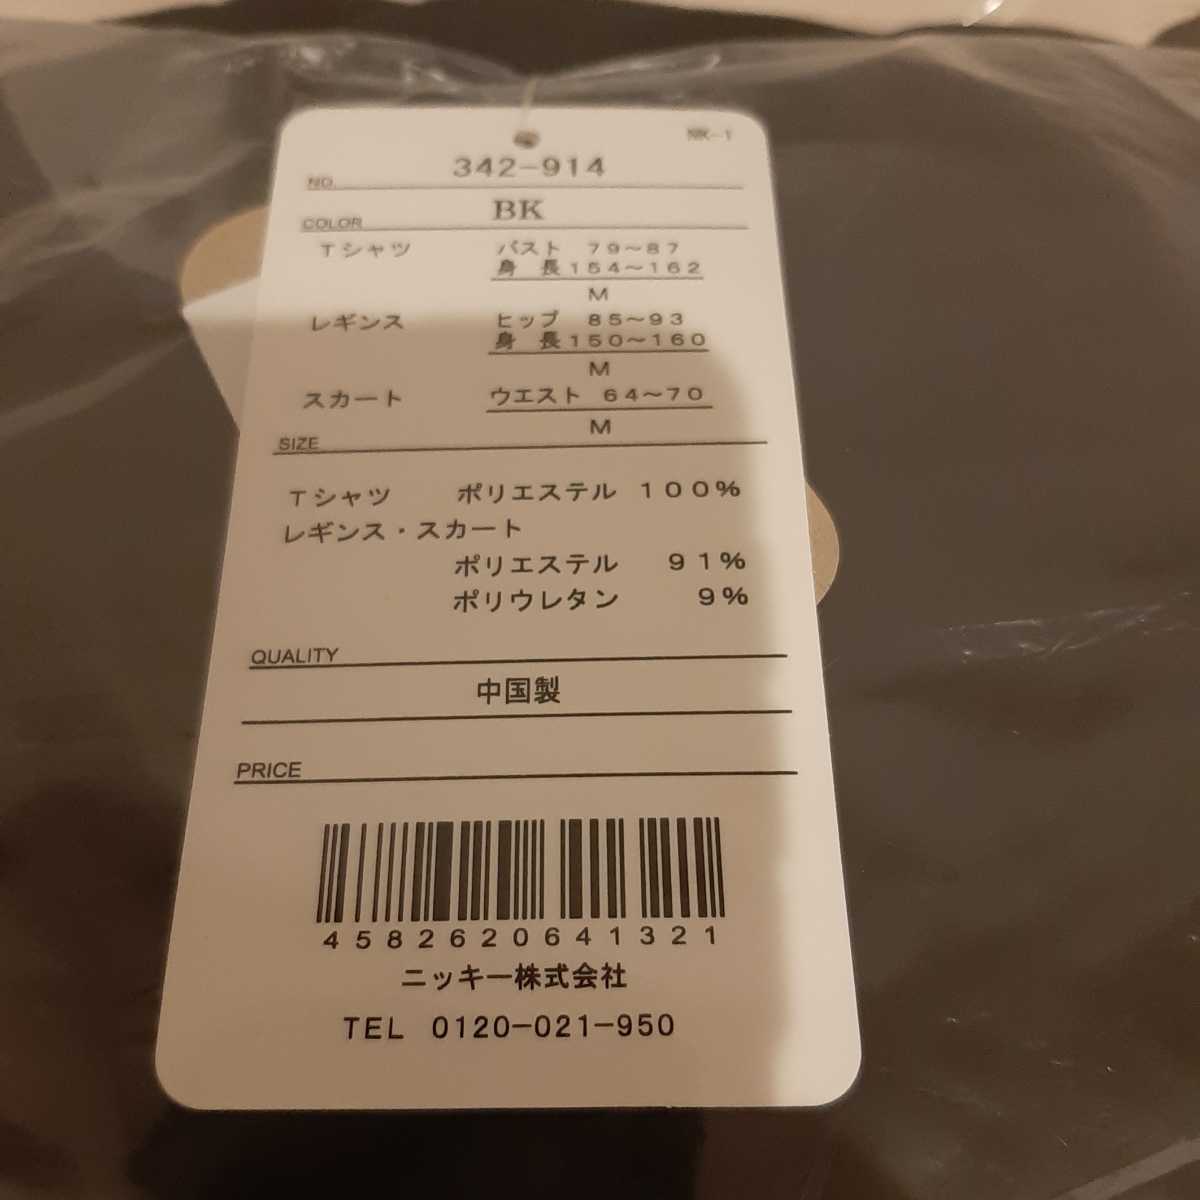 NK-1
NO. 342-914
COLOR BK
Tシャツ バスト 79～87
身 長154～162
M
レギンス ヒップ 85～93
身 長150～160
M
スカート ウエスト 64～70
M
SIZE
Tシャツ ポリエステル 100%
レギンス・スカート
ポリエステル 91%
ポリウレタン 9%
QUALITY
中国製
PRICE
4582620641321
ニッキー株式会社
TEL 0120-021-950